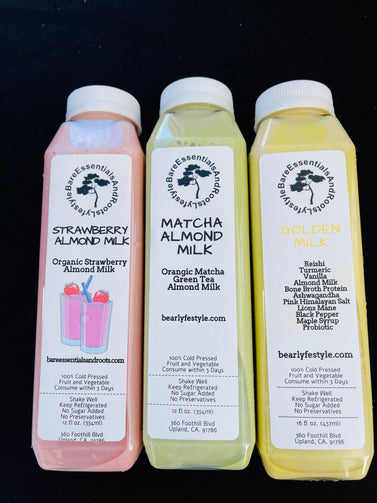 BareEssentialsAndRootsLyfestyle
STRAWBERRY
ALMOND MILK
Organic Strawberry
Almond Milk
bareessentialsandroots.com
100% Cold Pressed
Fruit and Vegetable
Consume within 3 Days
Shake Well
Keep Refrigerated
No Sugar Added
No Preservatives
12 fl oz. (354ml)
360 Foothill Blvd
Upland, CA. 91786
BareEssentialsAndRootsLyfestyle
MATCHA
ALMOND
MILK
Orangic Matcha
Green Tea
Almond Milk
bearlyfestyle.com
100% Cold Pressed
Fruit and Vegetable
Consume within 3 Days
Shake Well
Keep Refrigerated
No Sugar Added
No Preservatives
12 fl oz. (354ml)
360 Foothill Blvd
Upland, CA. 91786
BareEssentialsAndRootsLyfestyle
GOLDEN
MILK
Reishi
Turmeric
Vanilla
Almond Milk
Bone Broth Protein
Ashwagandha
Pink Himalayan Salt
Lions Mane
Black Pepper
Maple Syrup
Probiotic
bearlyfestyle.com
100% Cold Pressed
Fruit and Vegetable
Consume within 3 Days
Shake Well
Keep Refrigerated
No Sugar Added
No Preservatives
16 fl oz. (437ml)
360 Foothill Blvd
Upland, CA. 91786